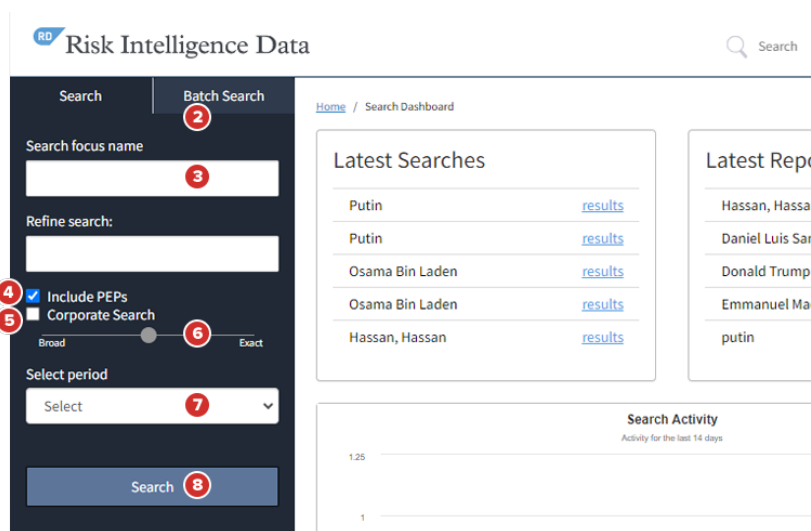 RD Risk Intelligence Data
Search
Search Batch Search
2
Search focus name
3
Refine search:
4 Include PEPs
5 Corporate Search
6
Broad Exact
Select period
Select 7
Search 8
Home / Search Dashboard
Latest Searches
Putin results
Putin results
Osama Bin Laden results
Osama Bin Laden results
Hassan, Hassan results
Latest Repo
Hassan, Hassa
Daniel Luis Sa
Donald Trump
Emmanuel Ma
putin
Search Activity
Activity for the last 14 days
1.25
1